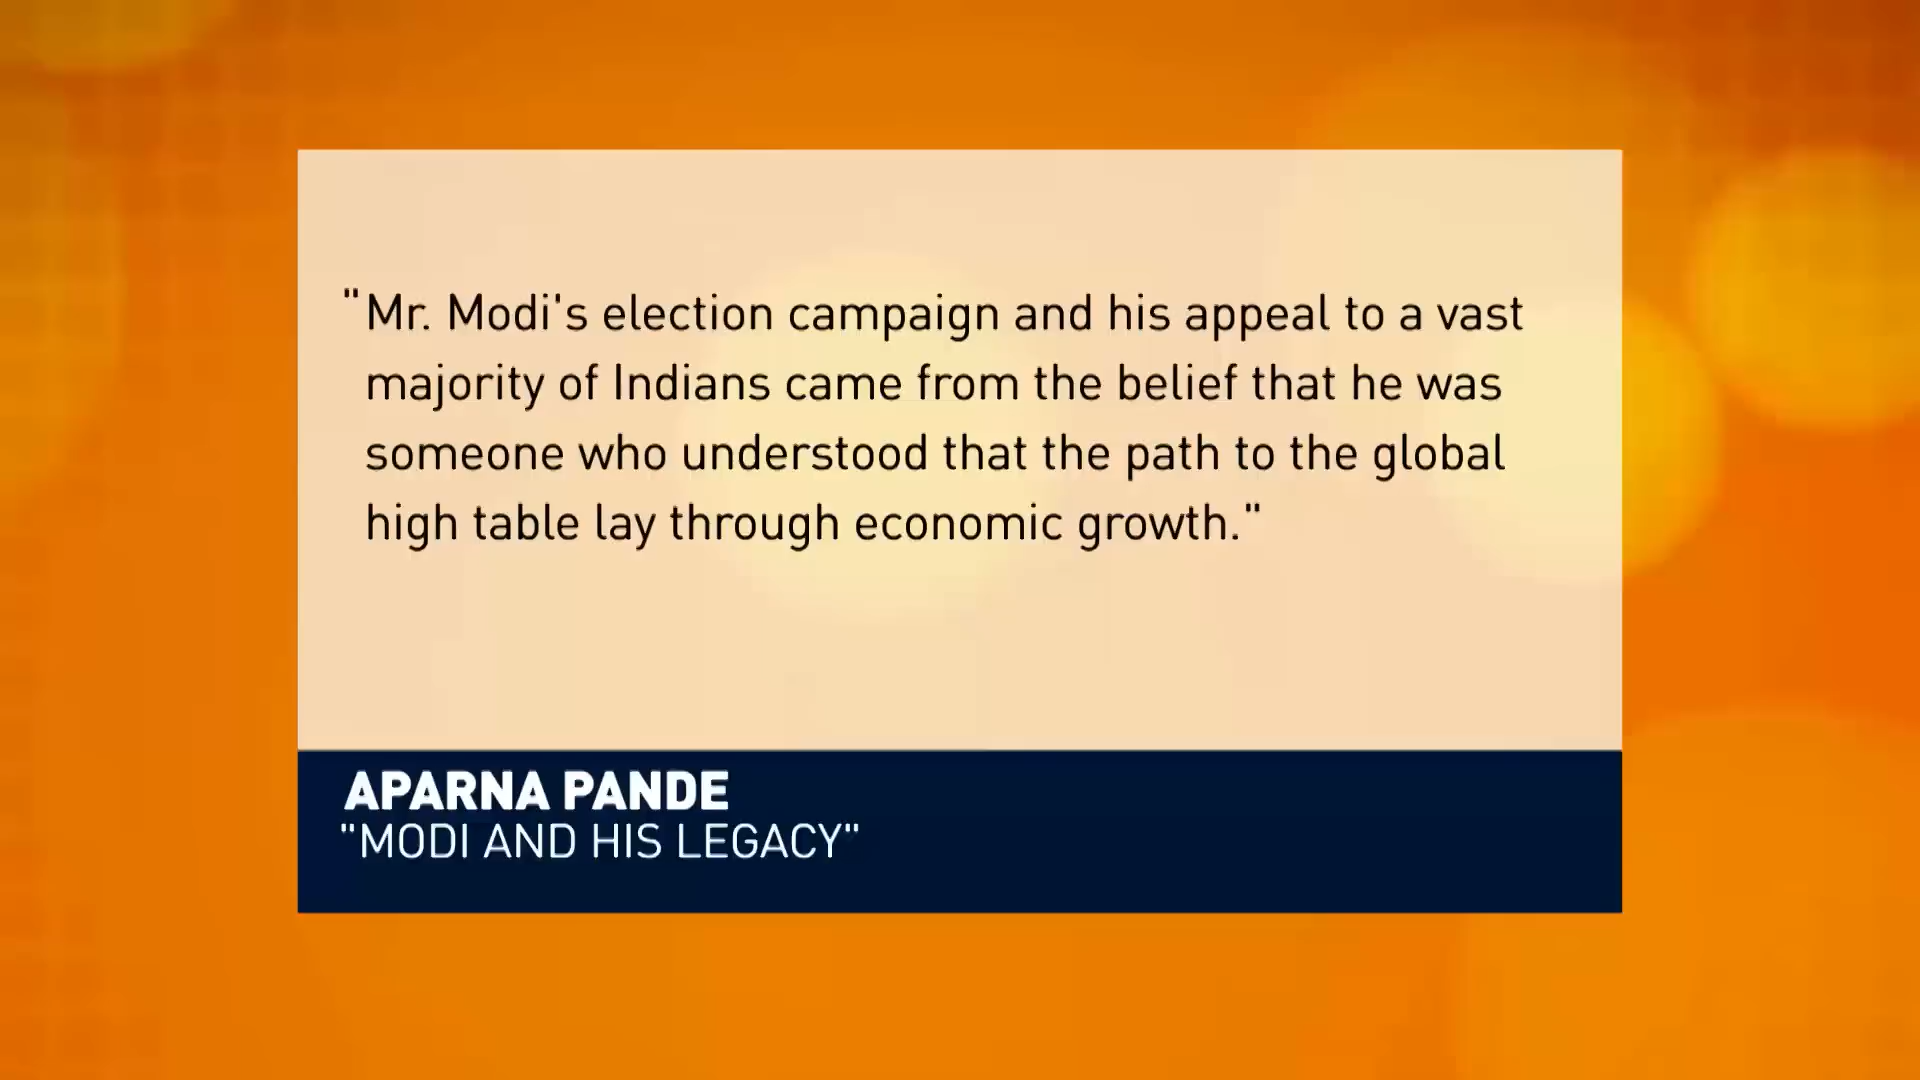 "Mr. Modi's election campaign and his appeal to a vast
majority of Indians came from the belief that he was
someone who understood that the path to the global
high table lay through economic growth."
APARNA PANDE
"MODI AND HIS LEGACY"